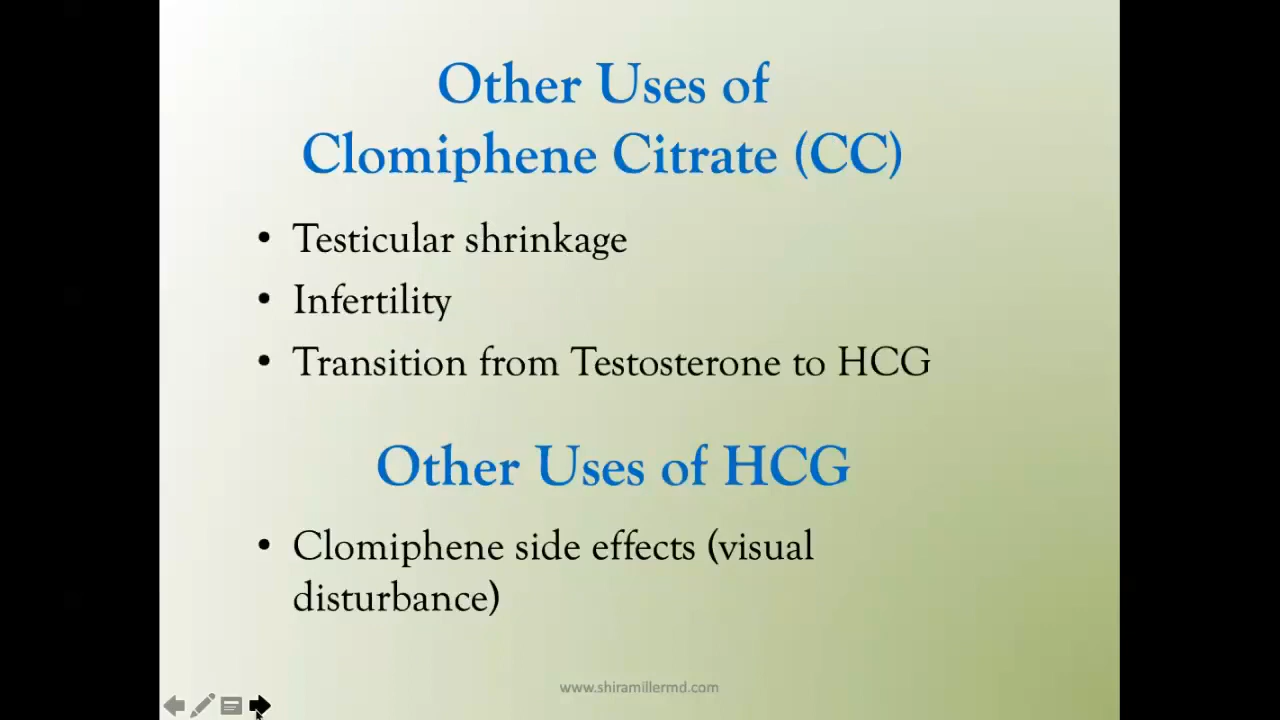 Other Uses of
Clomiphene Citrate (CC)
• Testicular shrinkage
• Infertility
• Transition from Testosterone to HCG
Other Uses of HCG
• Clomiphene side effects (visual
disturbance)
www.shiramillermd.com